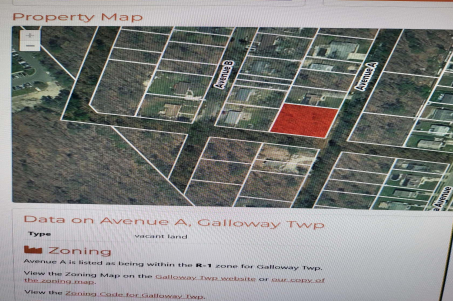 Property Map
+
−
Avenue B
Avenue A
Data on Avenue A, Galloway Twp
Type vacant land
Zoning
Avenue A is listed as being within the R-1 zone for Galloway Twp.
View the Zoning Map on the Galloway Twp website or our copy of
the zoning map.
View the Zoning Code for Galloway Twp.